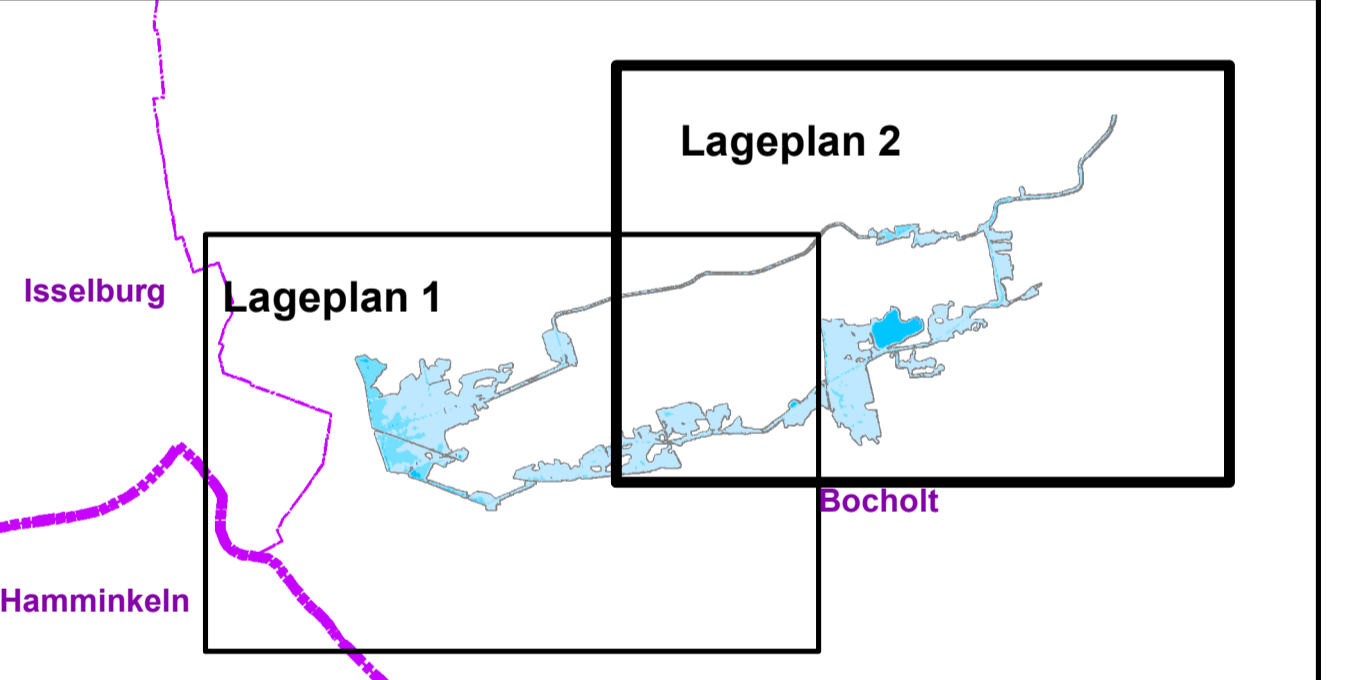 Lageplan 2
Isselburg
Lageplan 1
Bocholt
Hamminkeln